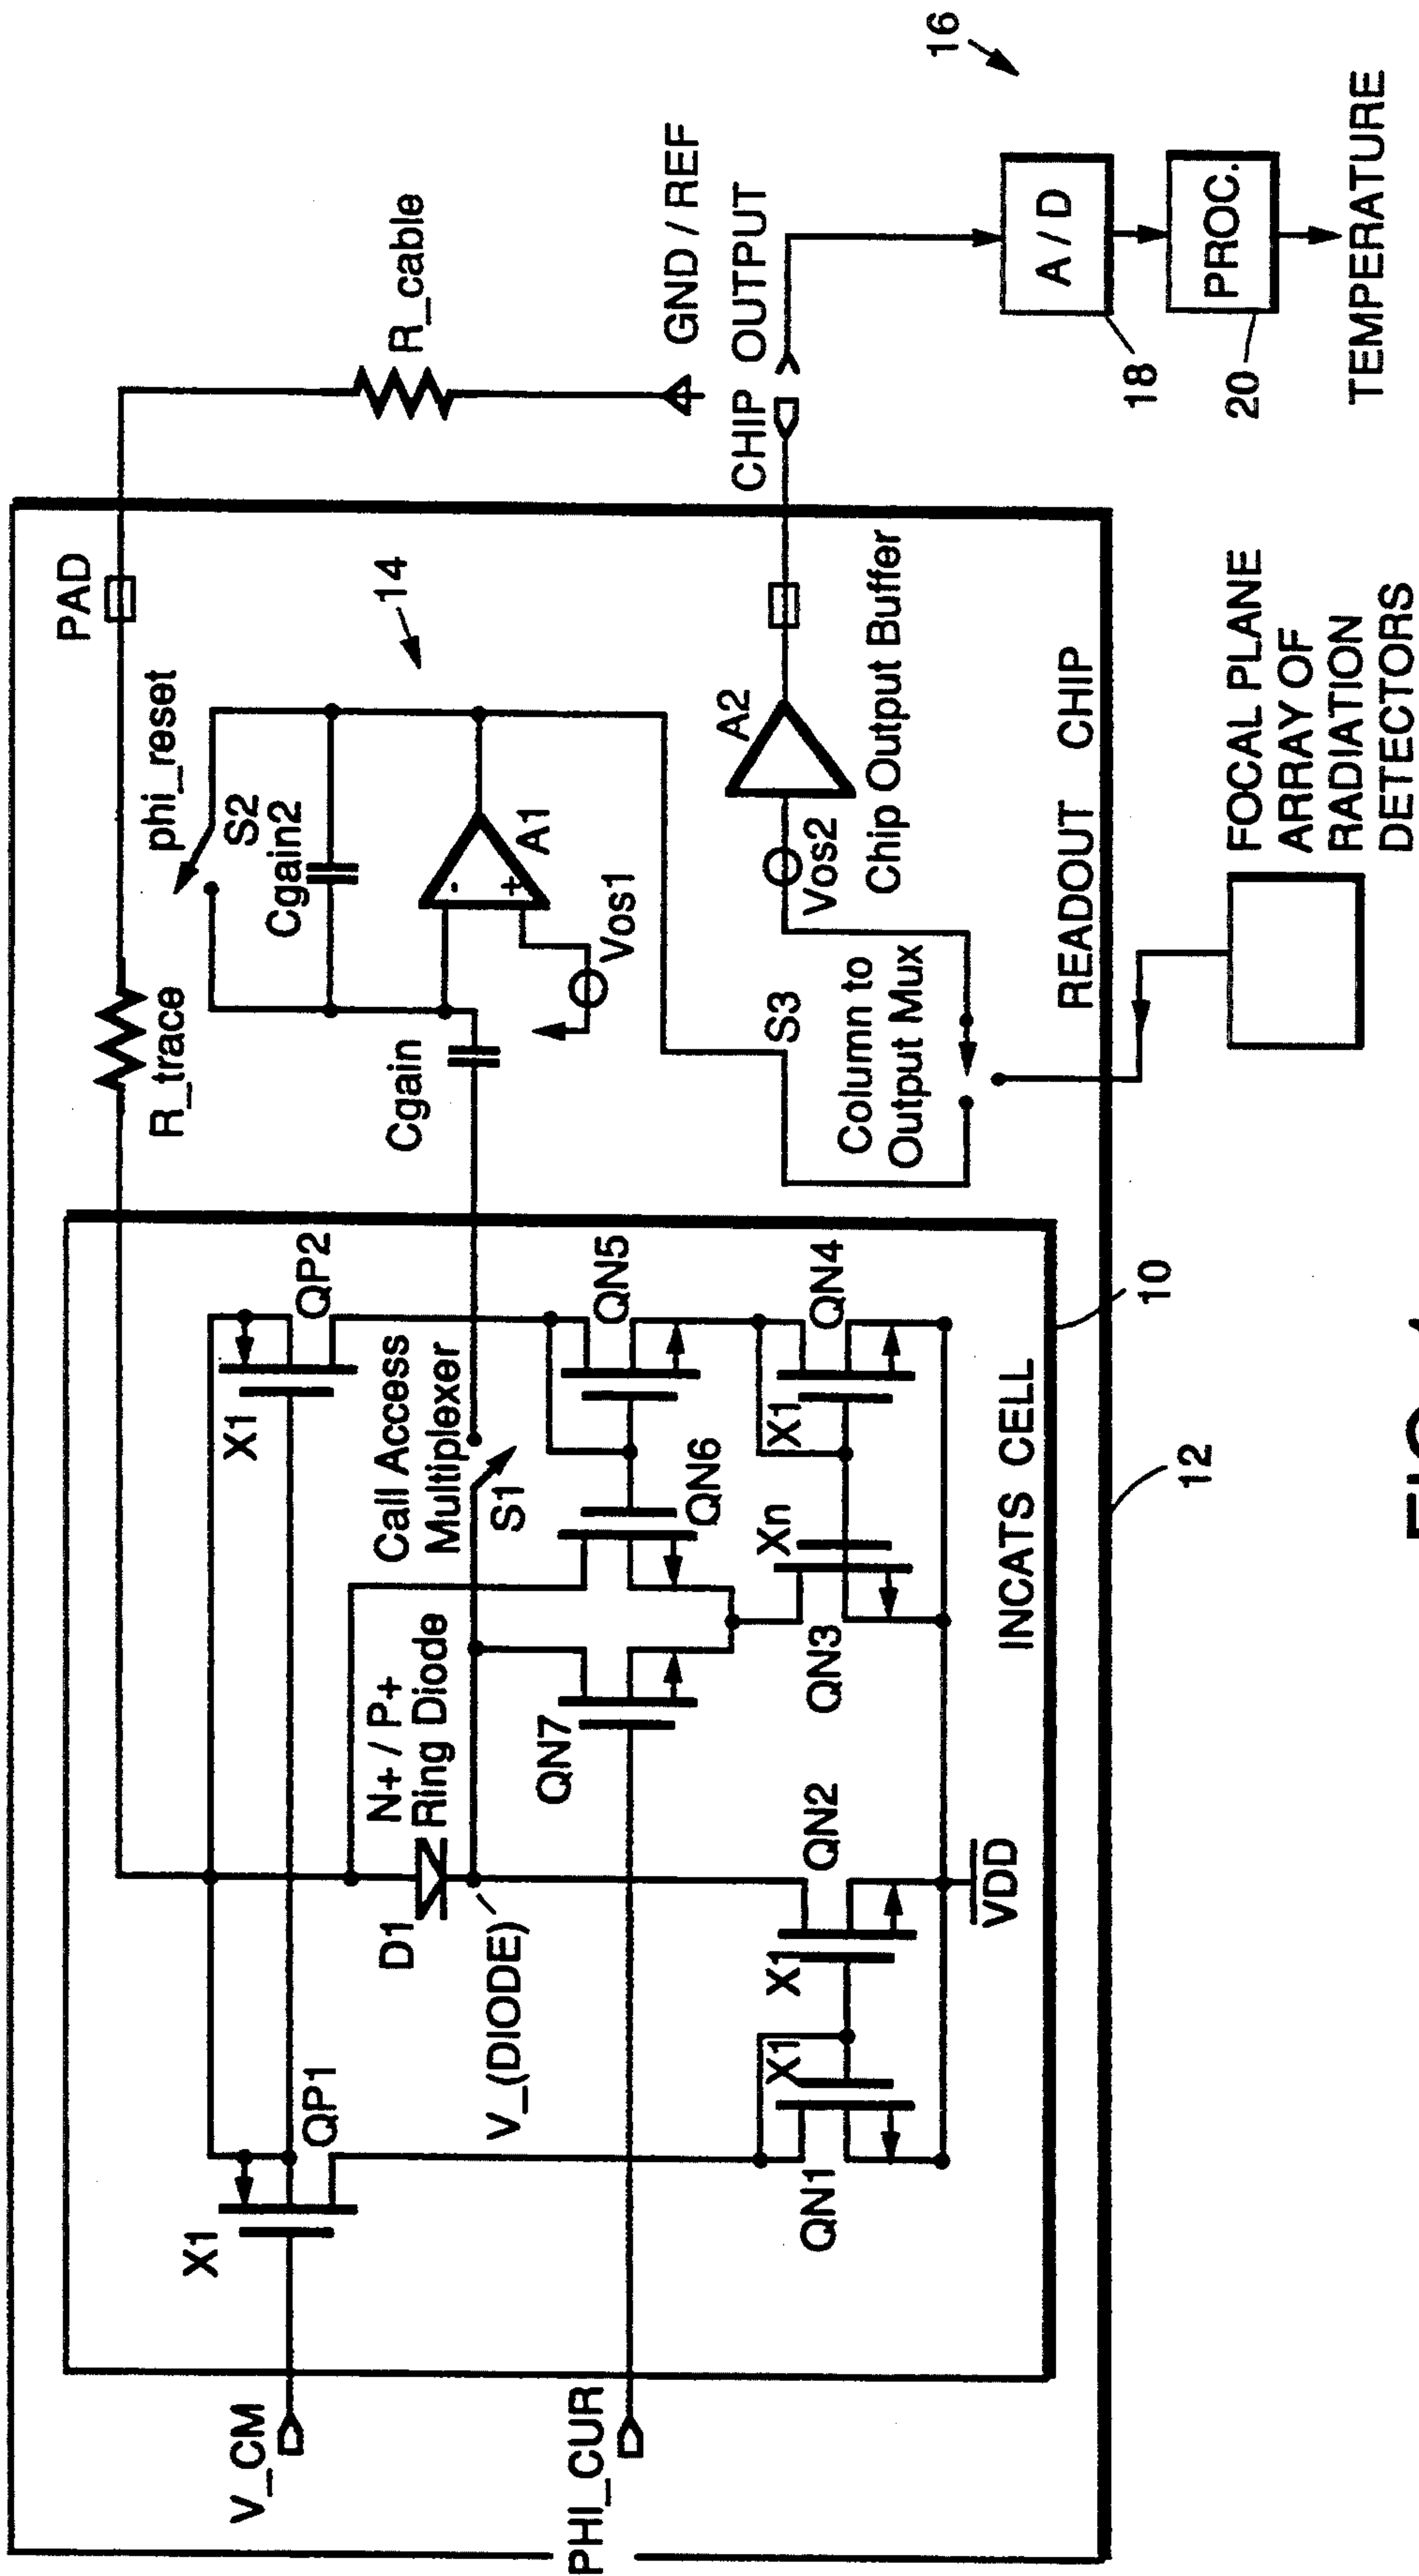 V_CM
PHI_CUR
X1
QP1
X1
QP2
D1
N+ / P+
Ring Diode
V_(DIODE)
Call Access
Multiplexer
S1
QN7
QN6
QN5
QN1
X1
X1
QN2
QN3
Xn
X1
QN4
VDD
INCATS CELL
10
12
R_trace
PAD
R_cable
GND / REF
phi_reset
S2
Cgain2
Cgain
-
+
A1
Vos1
14
S3
Column to
Output Mux
Vos2
A2
Chip Output Buffer
CHIP OUTPUT
READOUT CHIP
FOCAL PLANE
ARRAY OF
RADIATION
DETECTORS
16
A / D
18
PROC.
20
TEMPERATURE